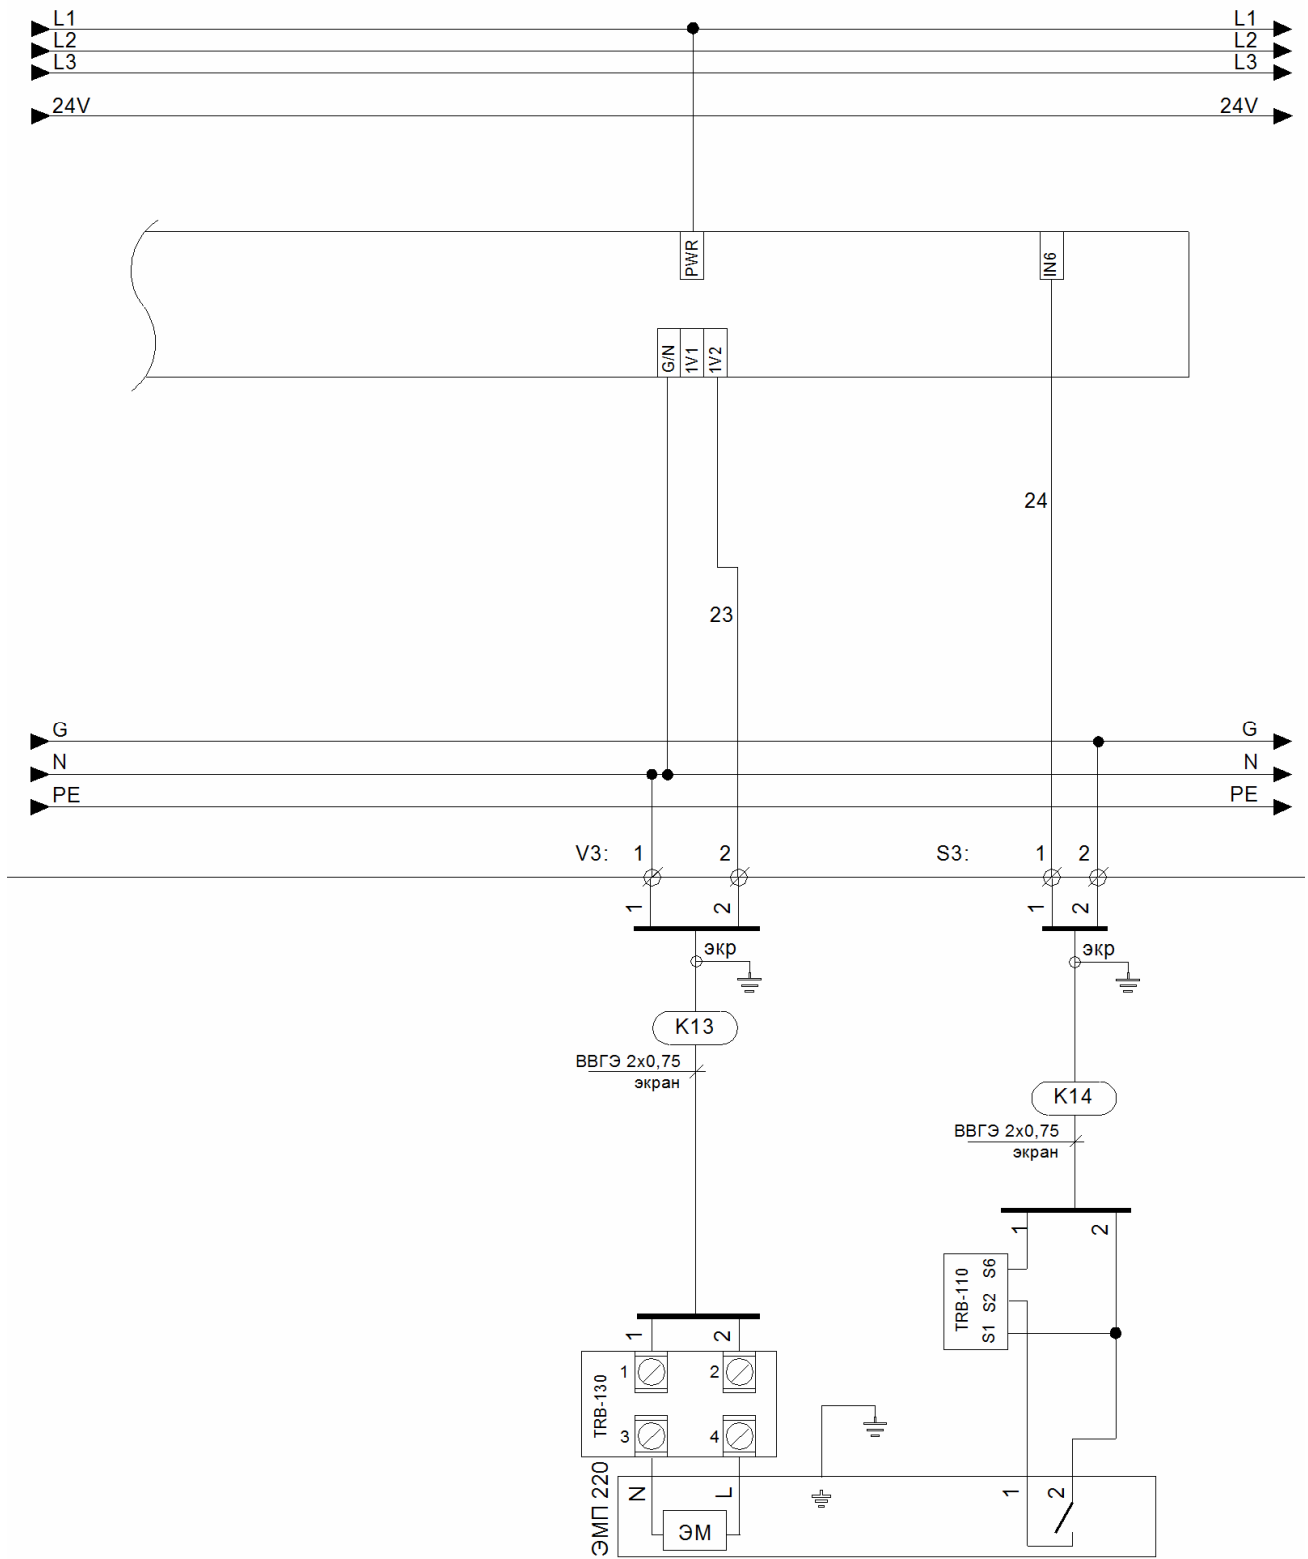 L1 L1
L2 L2
L3 L3
24V 24V
PWR IN6
G/N 1V1 1V2
24
23
G G
N N
PE PE
V3: 1 2 S3: 1 2
1 2 1 2
экр экр
K13
ВВГЭ 2x0,75
экран
K14
ВВГЭ 2x0,75
экран
1 2
TRB-110 S6 S2 S1
1 2
TRB-130
1 2
3 4
ЭМП 220
N L 1 2
ЭМ